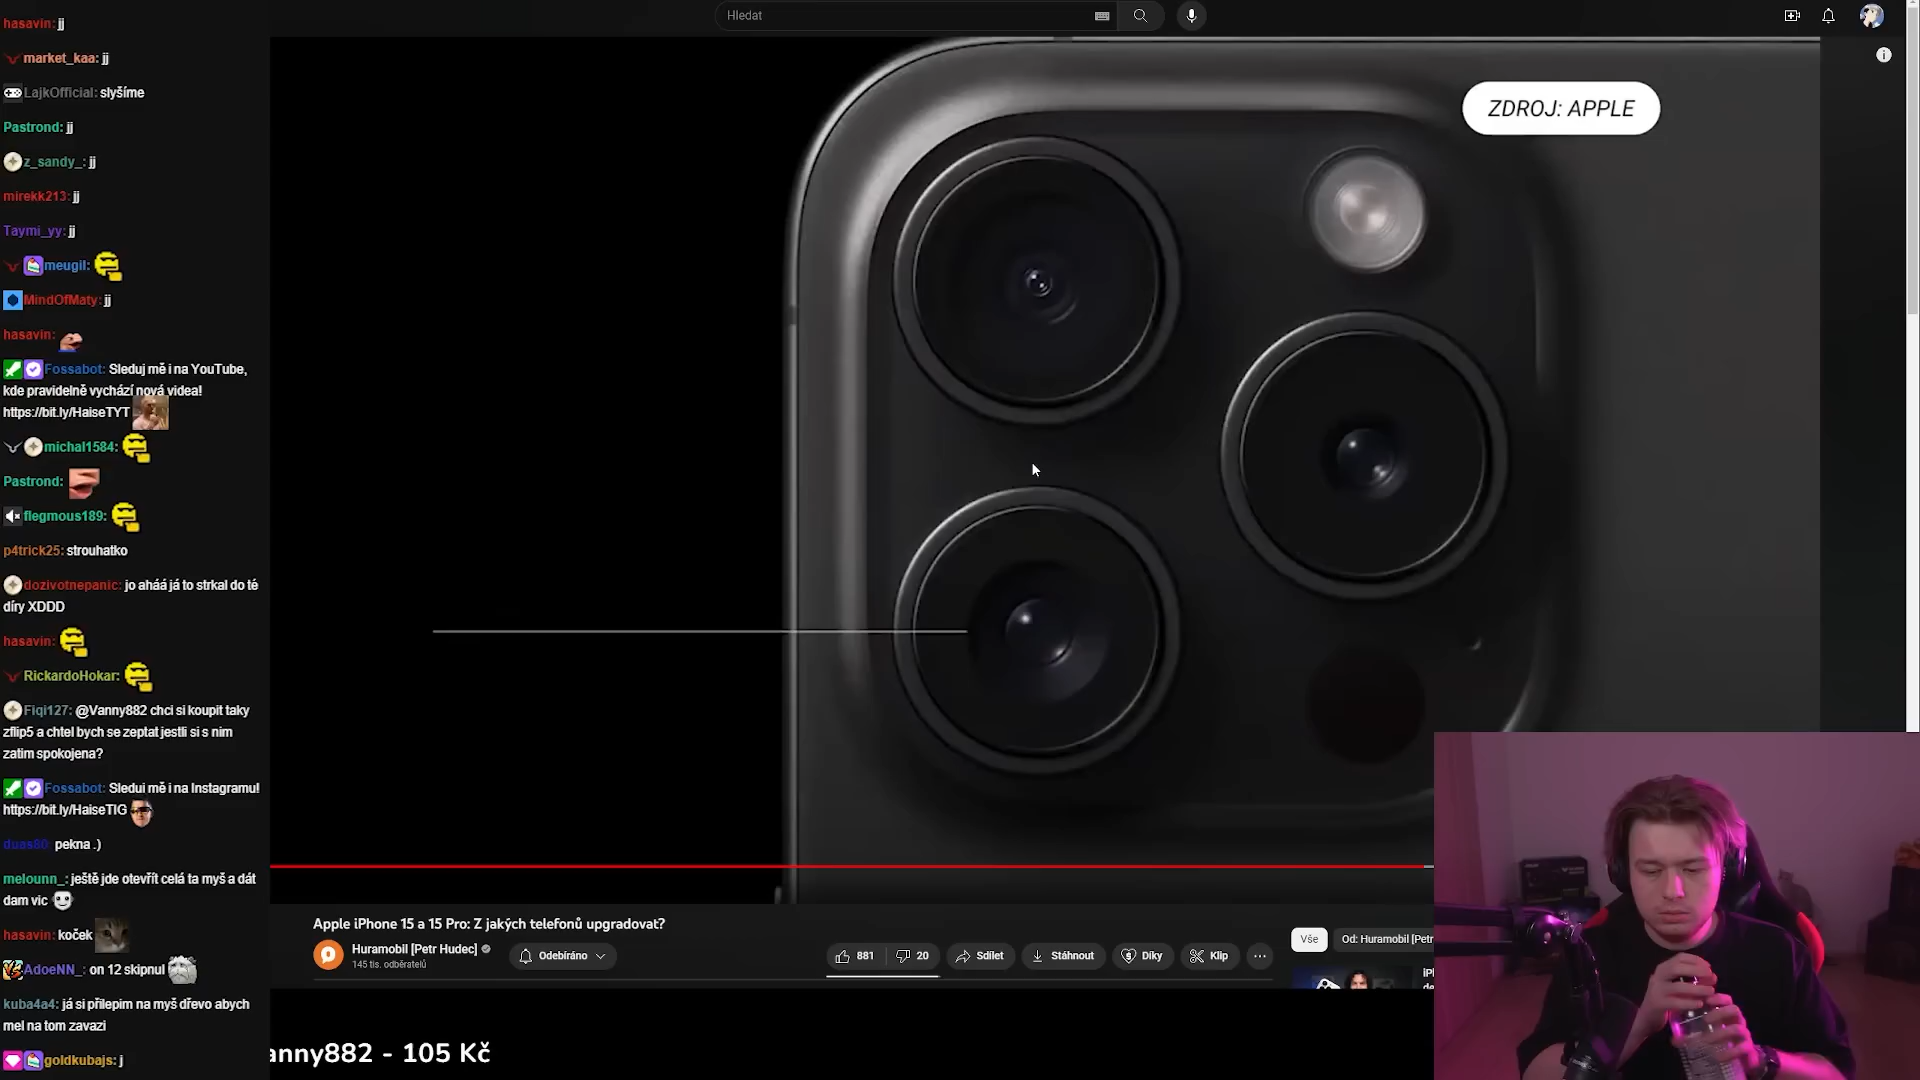 hasavin: jj
market_kaa: jj
LajkOfficial: slyšíme
Pastrond: jj
z_sandy_: jj
mirekk213: jj
Taymi_yy: jj
meugil:
MindOfMaty: jj
hasavin:
Fossabot: Sleduj mě i na YouTube,
kde pravidelně vychází nová videa!
https://bit.ly/HaiseTYT
michal1584:
Pastrond:
flegmous189:
p4trick25: strouhatko
dozivotnepanic: jo aháá já to strkal do té
díry XDDD
hasavin:
RickardoHokar:
Fiqi127: @Vanny882 chci si koupit taky
zflip5 a chtel bych se zeptat jestli si s nim
zatim spokojena?
Fossabot: Sleduj mě i na Instagramu!
https://bit.ly/HaiseTIG
duas80: pekna .)
melounn_: ještě jde otevřít celá ta myš a dát
dam vic
hasavin: koček
AdoeNN_: on 12 skipnul
kuba4a4: já si přilepim na myš dřevo abych
mel na tom zavazi
goldkubajs: j
Hledat
ZDROJ: APPLE
Apple iPhone 15 a 15 Pro: Z jakých telefonů upgradovat?
Huramobil [Petr Hudec]
145 tis. odběratelů
Odebíráno
881
20
Sdílet
Stáhnout
Díky
Klip
Vše
Od: Huramobil [Petr
iPl
de
anny882 - 105 Kč